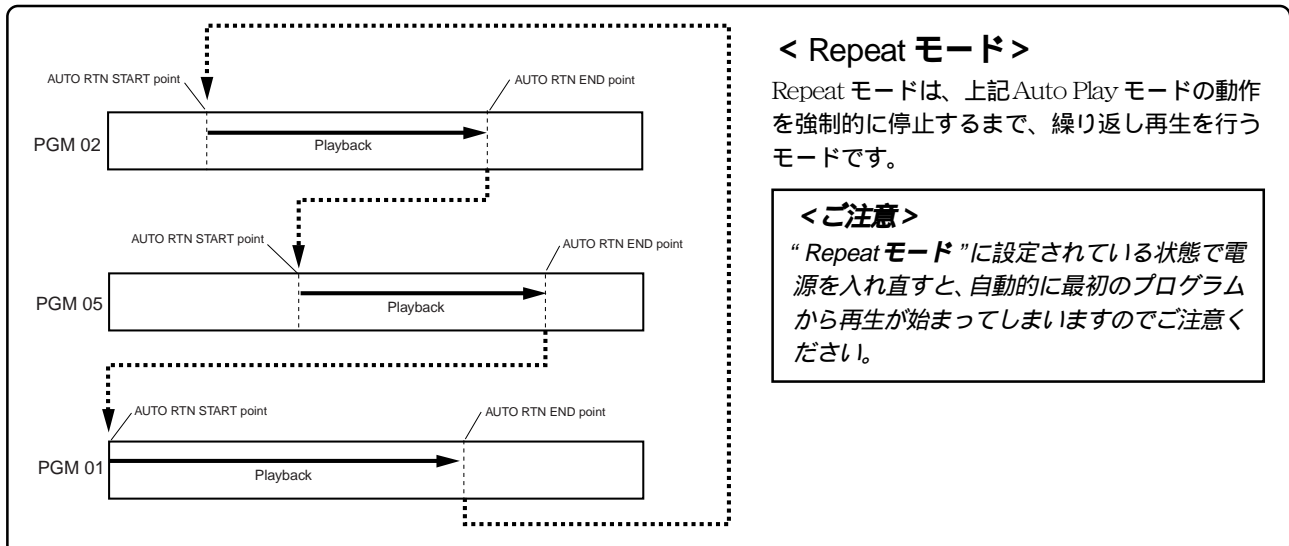 AUTO RTN START point
AUTO RTN END point
PGM 02
Playback
AUTO RTN START point
AUTO RTN END point
PGM 05
Playback
AUTO RTN START point
AUTO RTN END point
PGM 01
Playback
< Repeat モード >
Repeat モードは、上記 Auto Play モードの動作
を強制的に停止するまで、繰り返し再生を行う
モードです。
<ご注意>
“ Repeat モード ”に設定されている状態で電
源を入れ直すと、自動的に最初のプログラム
から再生が始まってしまいますのでご注意く
ださい。